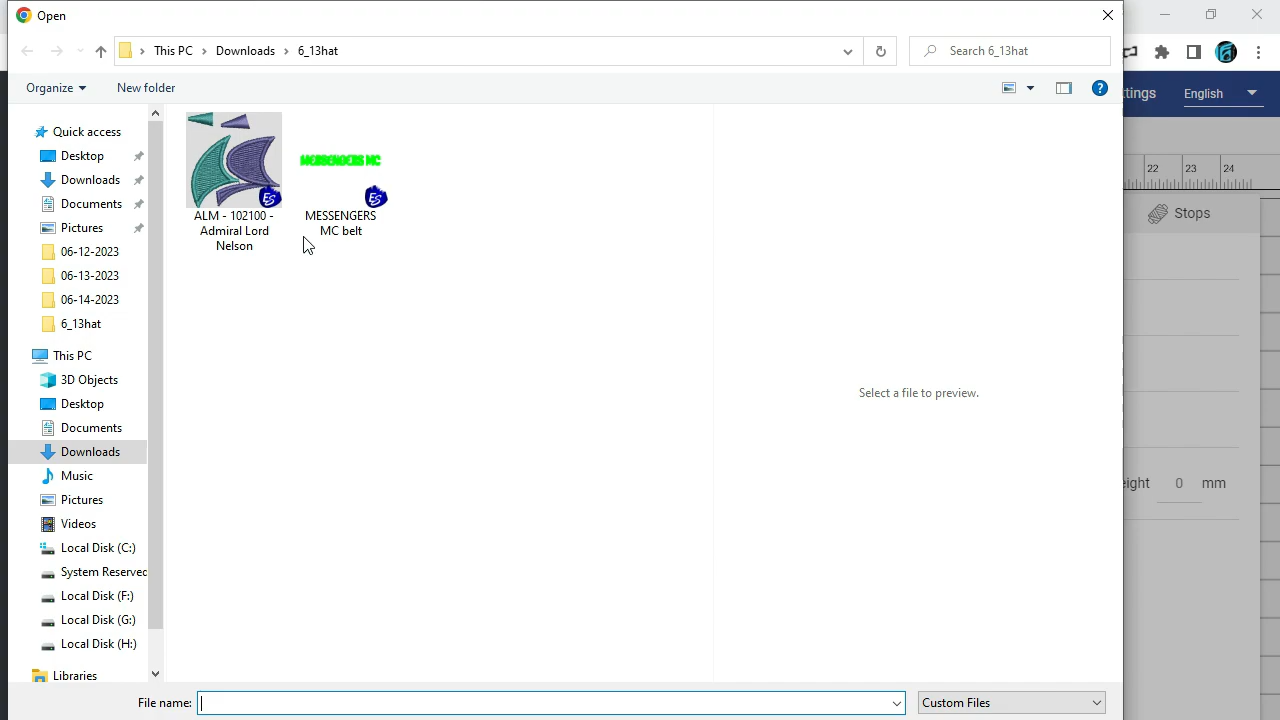 Open
This PC > Downloads > 6_13hat
Search 6_13hat
Organize
New folder
tings
English
Quick access
Desktop
Downloads
Documents
Pictures
06-12-2023
06-13-2023
06-14-2023
6_13hat
This PC
3D Objects
Desktop
Documents
Downloads
Music
Pictures
Videos
Local Disk (C:)
System Reserved
Local Disk (F:)
Local Disk (G:)
Local Disk (H:)
Libraries
ES
ALM - 102100 -
Admiral Lord
Nelson
MESSENGERS MC
ES
MESSENGERS
MC belt
Select a file to preview.
22 23 24
Stops
eight 0 mm
File name:
Custom Files